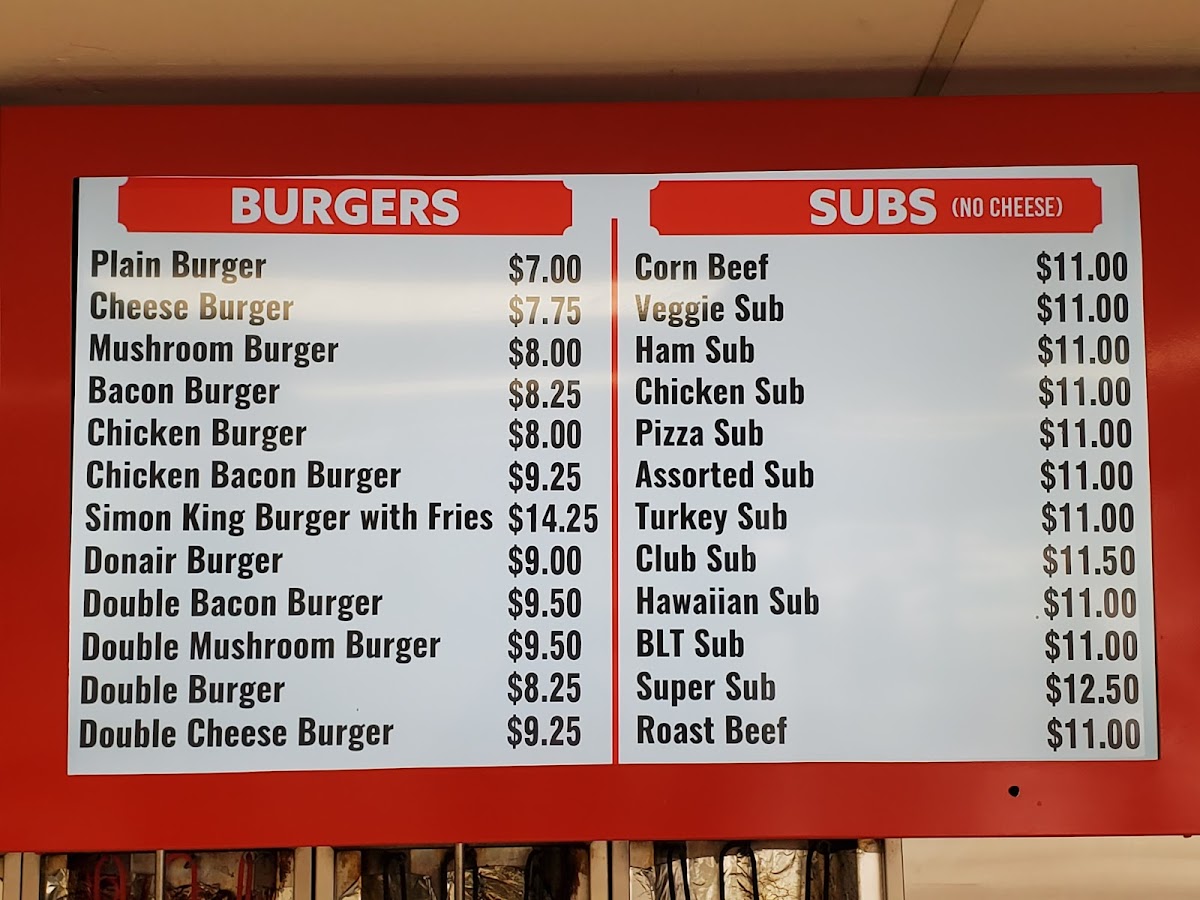 BURGERS
Plain Burger $7.00
Cheese Burger $7.75
Mushroom Burger $8.00
Bacon Burger $8.25
Chicken Burger $8.00
Chicken Bacon Burger $9.25
Simon King Burger with Fries $14.25
Donair Burger $9.00
Double Bacon Burger $9.50
Double Mushroom Burger $9.50
Double Burger $8.25
Double Cheese Burger $9.25
SUBS (NO CHEESE)
Corn Beef $11.00
Veggie Sub $11.00
Ham Sub $11.00
Chicken Sub $11.00
Pizza Sub $11.00
Assorted Sub $11.00
Turkey Sub $11.00
Club Sub $11.50
Hawaiian Sub $11.00
BLT Sub $11.00
Super Sub $12.50
Roast Beef $11.00